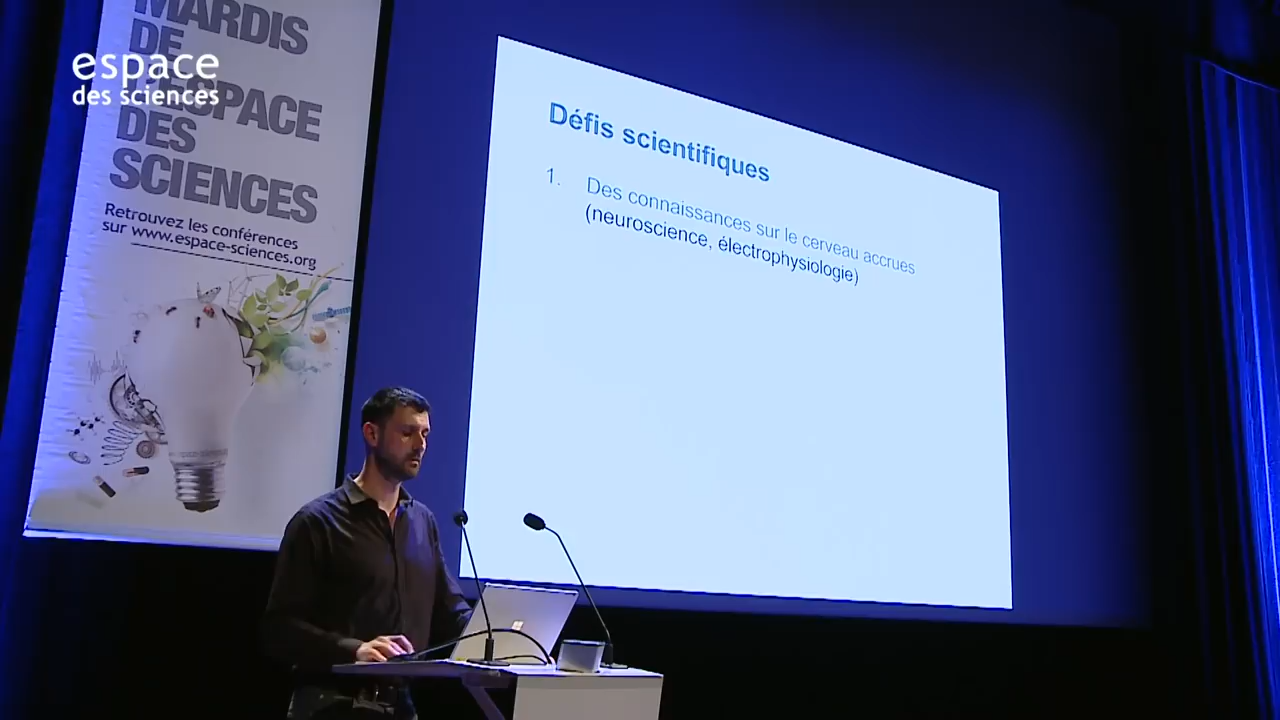 MARDIS
DE
L'ESPACE
DES
SCIENCES
Retrouvez les conférences
sur www.espace-sciences.org
espace
des sciences
Défis scientifiques
1. Des connaissances sur le cerveau accrues
(neuroscience, électrophysiologie)